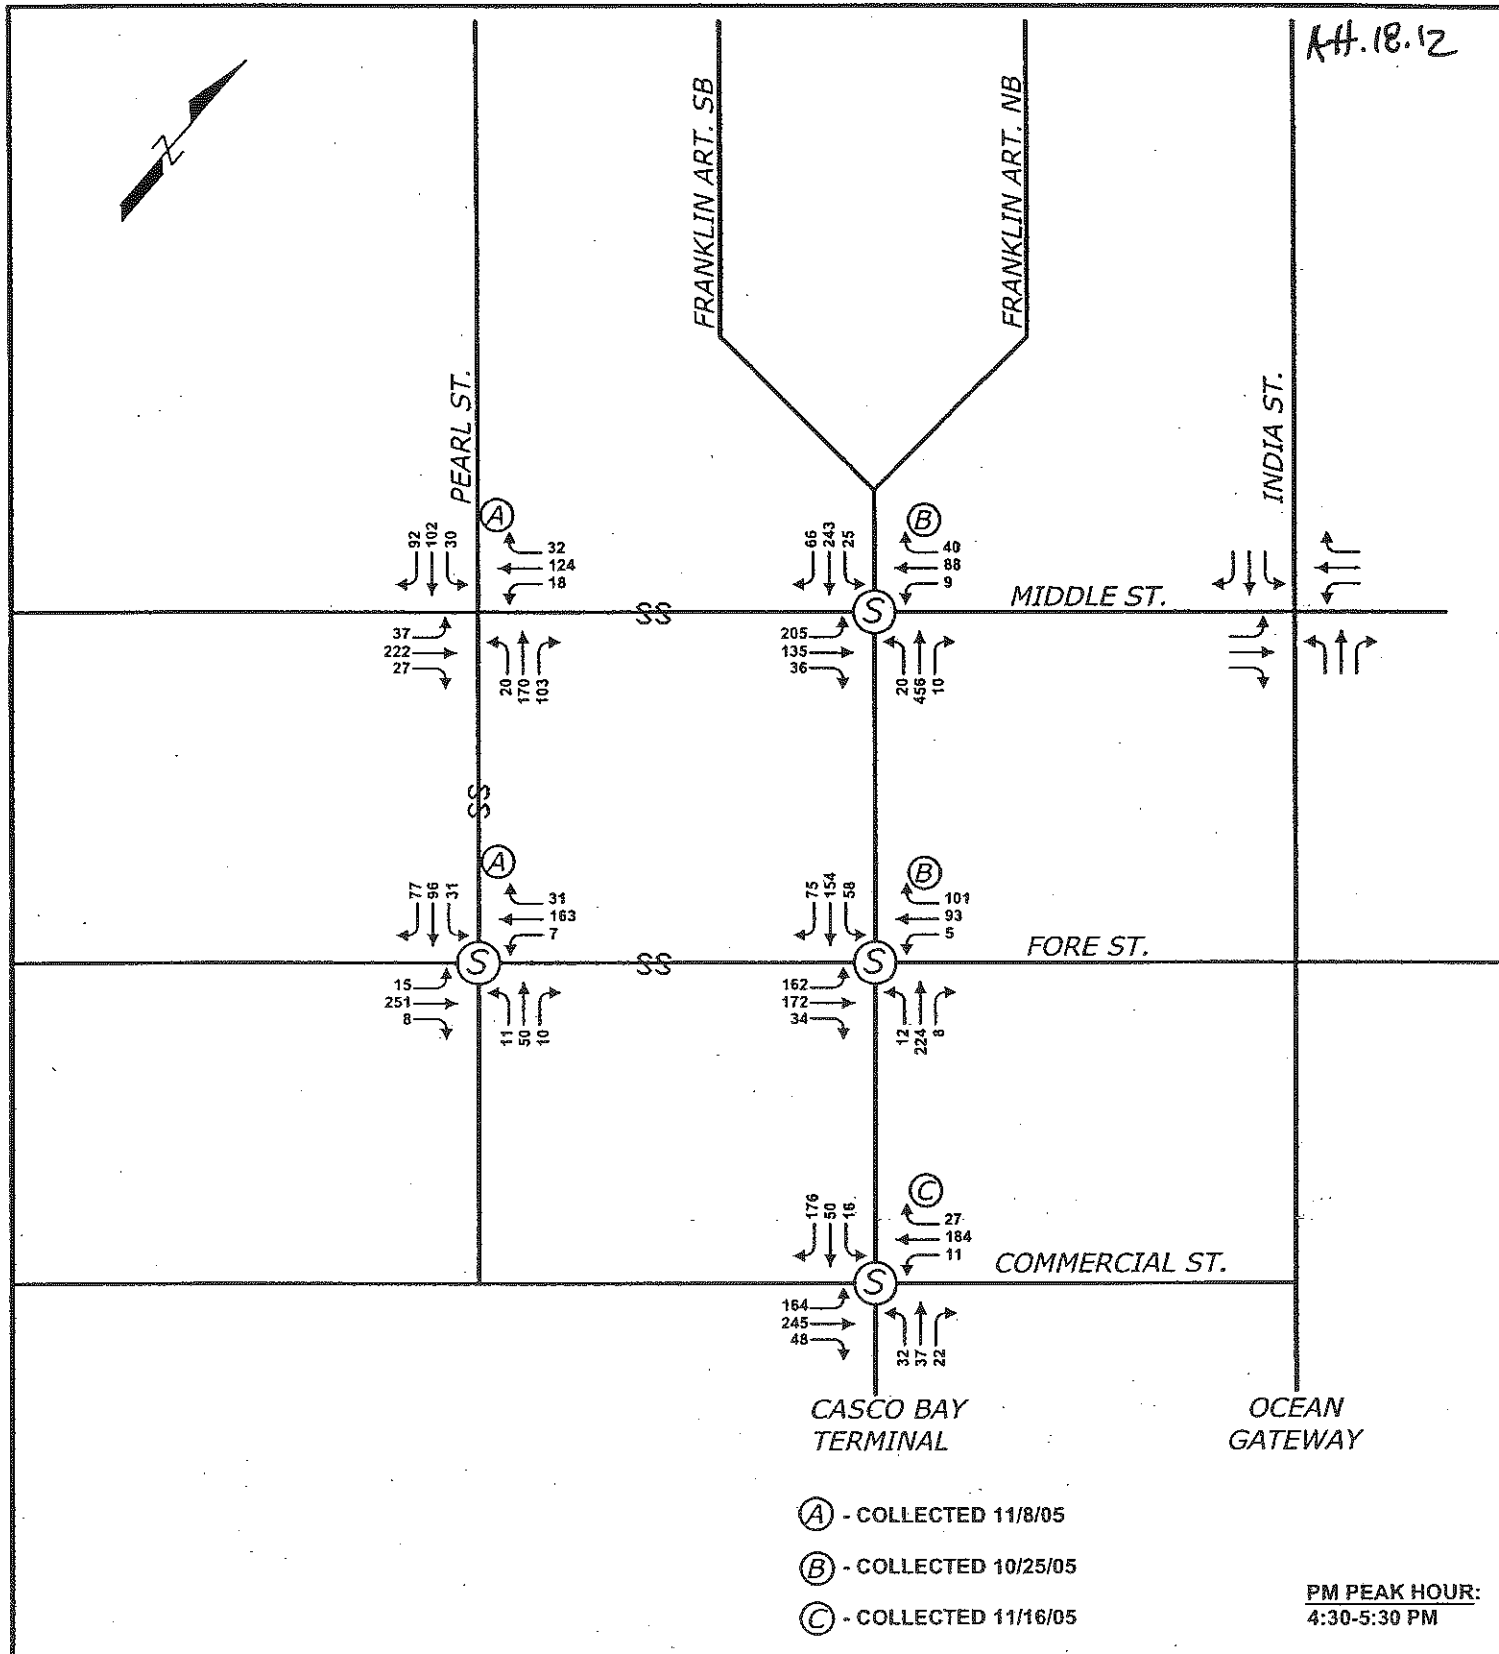 Att.18.12
FRANKLIN ART. SB
FRANKLIN ART. NB
PEARL ST.
INDIA ST.
N
A
92 102 30
32
124
18
37
222
27
20 170 103
SS
B
66 243 25
40
88
9
S
MIDDLE ST.
205
135
36
20 456 10
SS
A
77 96 31
31
163
7
S
15
251
8
11 50 10
SS
B
75 154 58
101
93
5
S
FORE ST.
162
172
34
12 224 8
C
176 50 16
27
184
11
S
COMMERCIAL ST.
164
245
48
32 37 22
CASCO BAY
TERMINAL
OCEAN
GATEWAY
A - COLLECTED 11/8/05
B - COLLECTED 10/25/05
C - COLLECTED 11/16/05
PM PEAK HOUR:
4:30-5:30 PM